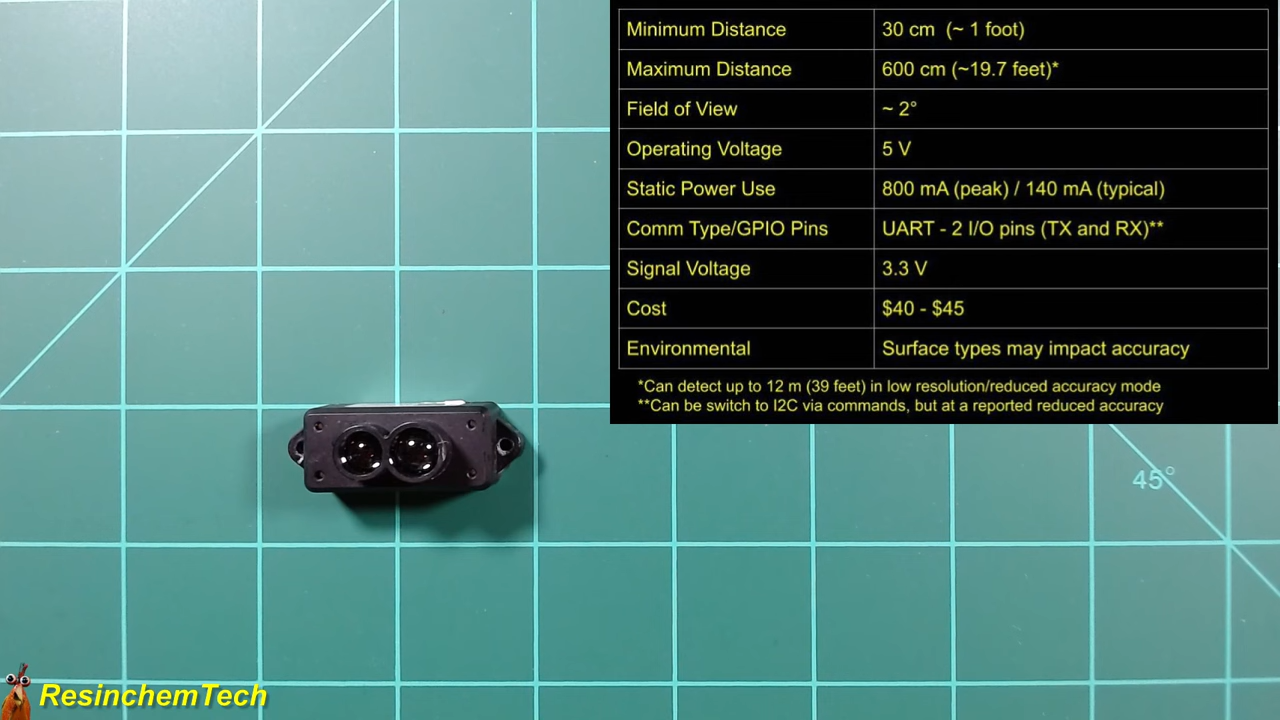 Minimum Distance 30 cm (~ 1 foot)
Maximum Distance 600 cm (~19.7 feet)*
Field of View ~ 2°
Operating Voltage 5 V
Static Power Use 800 mA (peak) / 140 mA (typical)
Comm Type/GPIO Pins UART - 2 I/O pins (TX and RX)**
Signal Voltage 3.3 V
Cost $40 - $45
Environmental Surface types may impact accuracy
*Can detect up to 12 m (39 feet) in low resolution/reduced accuracy mode
**Can be switch to I2C via commands, but at a reported reduced accuracy
45°
ResinchemTech